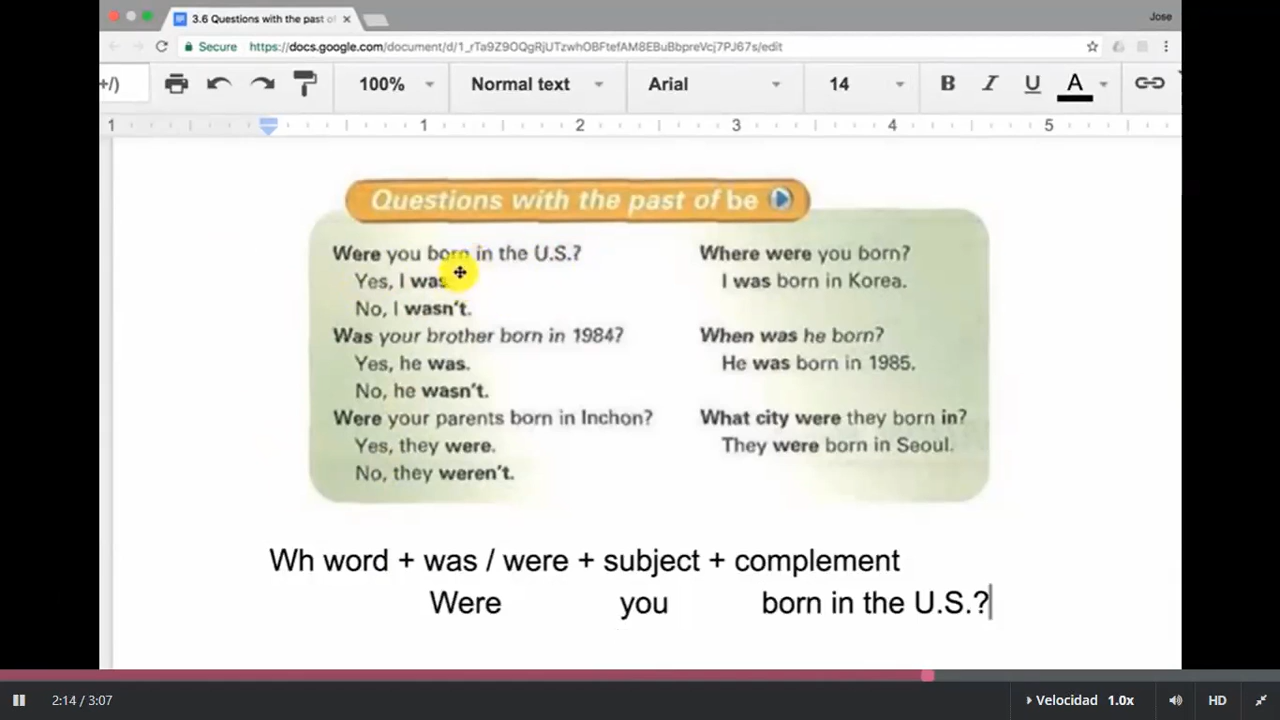 3.6 Questions with the past of
Jose
Secure https://docs.google.com/document/d/1_rTa9Z9OQgRjUTzwhOBFtefAM8EBuBbpreVcj7PJ67s/edit
+/)
100% Normal text Arial 14 B I U A
1 1 2 3 4 5
Questions with the past of be
Were you born in the U.S.?
Yes, I was
No, I wasn't.
Was your brother born in 1984?
Yes, he was.
No, he wasn't.
Were your parents born in Inchon?
Yes, they were.
No, they weren't.
Where were you born?
I was born in Korea.
When was he born?
He was born in 1985.
What city were they born in?
They were born in Seoul.
Wh word + was / were + subject + complement
Were you born in the U.S.?
2:14 / 3:07
Velocidad 1.0x
HD